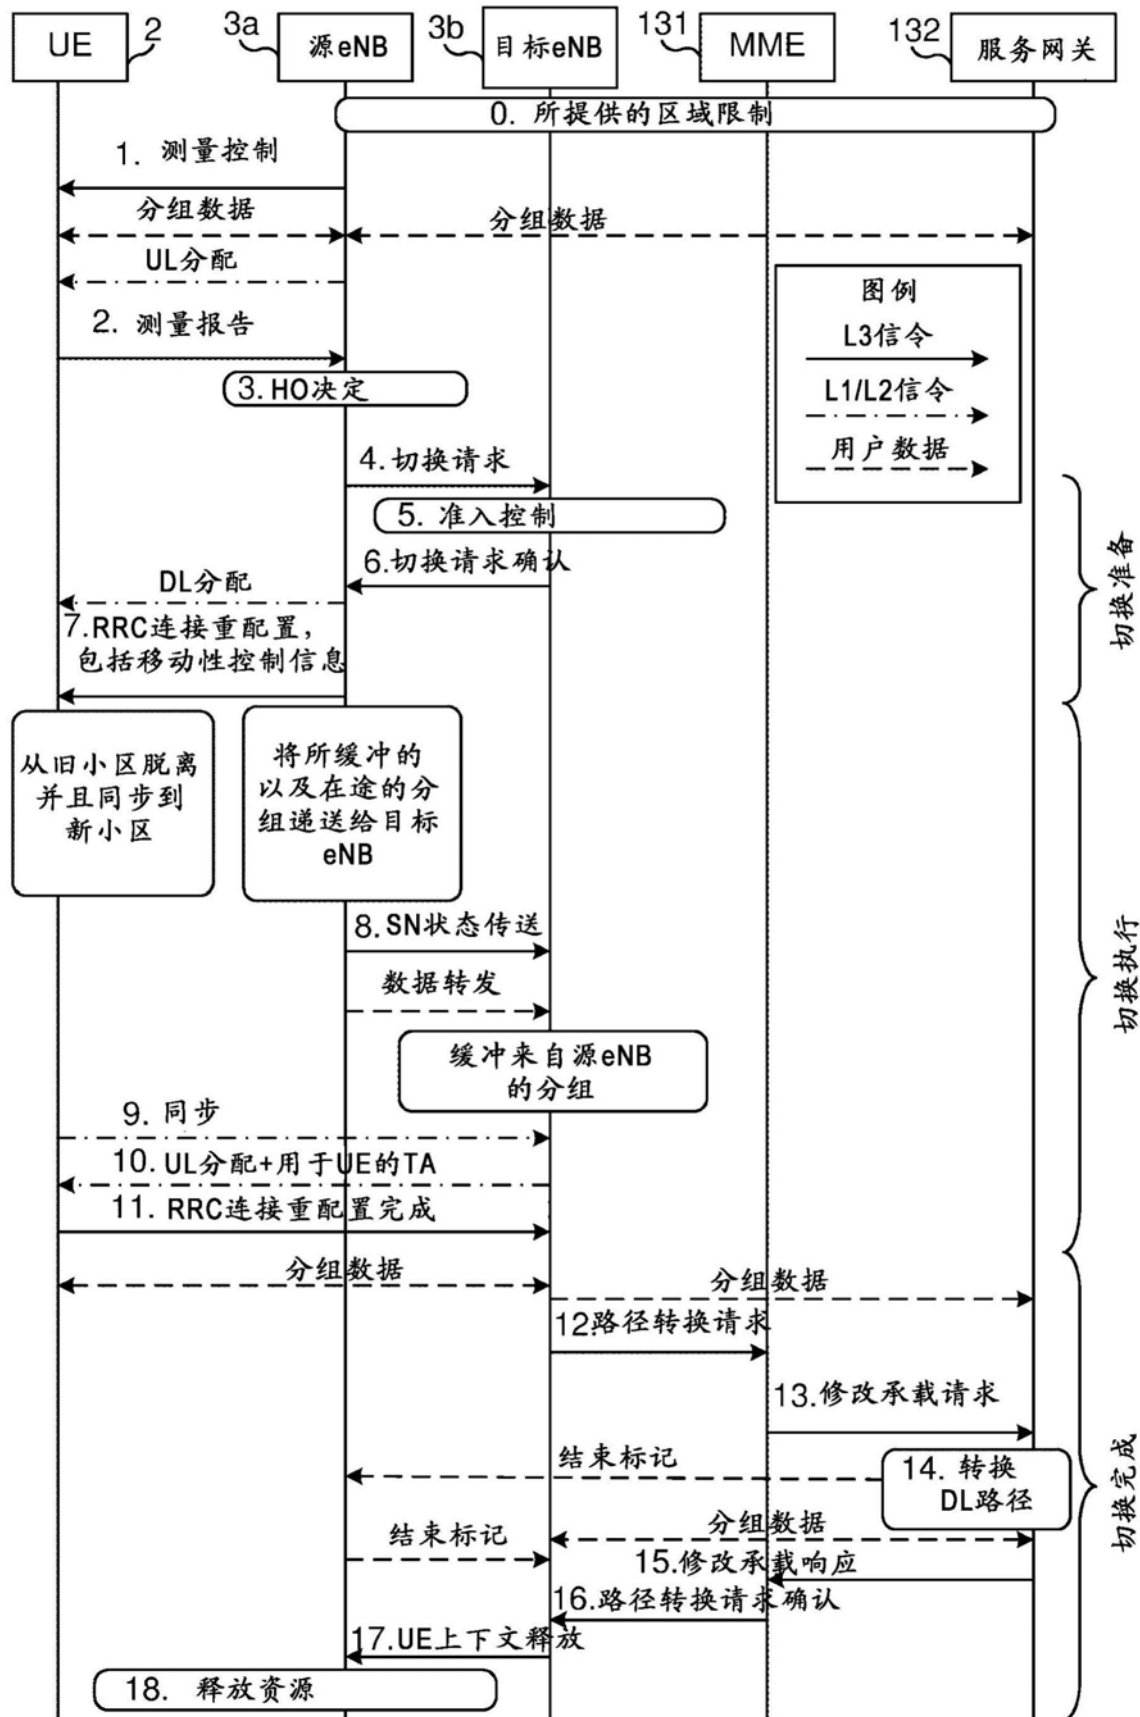 UE
2
3a
源eNB
3b
目标eNB
131
MME
132
服务网关
0. 所提供的区域限制
1. 测量控制
分组数据
分组数据
UL分配
2. 测量报告
图例
L3信令
L1/L2信令
用户数据
3.HO决定
4.切换请求
5. 准入控制
6.切换请求确认
DL分配
7.RRC连接重配置,
包括移动性控制信息
切换准备
从旧小区脱离
并且同步到
新小区
将所缓冲的
以及在途的分
组递送给目标
eNB
8.SN状态传送
数据转发
缓冲来自源eNB
的分组
切换执行
9. 同步
10. UL分配+用于UE的TA
11. RRC连接重配置完成
分组数据
分组数据
12.路径转换请求
13.修改承载请求
结束标记
14. 转换
DL路径
切换完成
结束标记
分组数据
15.修改承载响应
16.路径转换请求确认
17.UE上下文释放
18. 释放资源